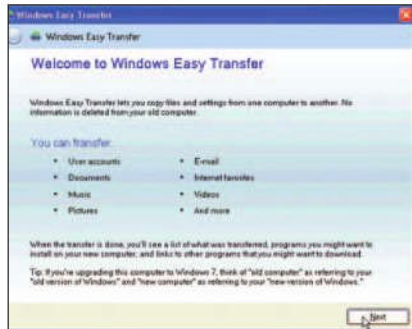 Windows Easy Transfer
Windows Easy Transfer
Welcome to Windows Easy Transfer
Windows Easy Transfer lets you copy files and settings from one computer to another. No
information is deleted from your old computer.
You can transfer:
• User accounts • E-mail
• Documents • Internet favorites
• Music • Videos
• Pictures • And more
When the transfer is done, you'll see a list of what was transferred, programs you might want to
install on your new computer, and links to other programs that you might want to download.
Tip: If you're upgrading this computer to Windows 7, think of "old computer" as referring to your
"old version of Windows" and "new computer" as referring to your "new version of Windows."
Next